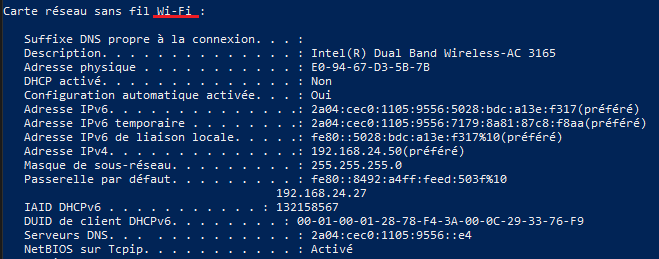 Carte réseau sans fil Wi-Fi :
Suffixe DNS propre à la connexion. . . :
Description. . . . . . . . . . . . . . : Intel(R) Dual Band Wireless-AC 3165
Adresse physique . . . . . . . . . . . : E0-94-67-D3-5B-7B
DHCP activé. . . . . . . . . . . . . . : Non
Configuration automatique activée. . . : Oui
Adresse IPv6. . . . . . . . . . . . . .: 2a04:cec0:1105:9556:5028:bdc:a13e:f317(préféré)
Adresse IPv6 temporaire . . . . . . . .: 2a04:cec0:1105:9556:7179:8a81:87c8:f8aa(préféré)
Adresse IPv6 de liaison locale. . . . .: fe80::5028:bdc:a13e:f317%10(préféré)
Adresse IPv4. . . . . . . . . . . . . .: 192.168.24.50(préféré)
Masque de sous-réseau. . . . . . . . . : 255.255.255.0
Passerelle par défaut. . . . . . . . . : fe80::8492:a4ff:feed:503f%10
192.168.24.27
IAID DHCPv6 . . . . . . . . . . . : 132158567
DUID de client DHCPv6. . . . . . . . : 00-01-00-01-28-78-F4-3A-00-0C-29-33-76-F9
Serveurs DNS. . . . . . . . . . . . . : 2a04:cec0:1105:9556::e4
NetBIOS sur Tcpip. . . . . . . . . . . : Activé